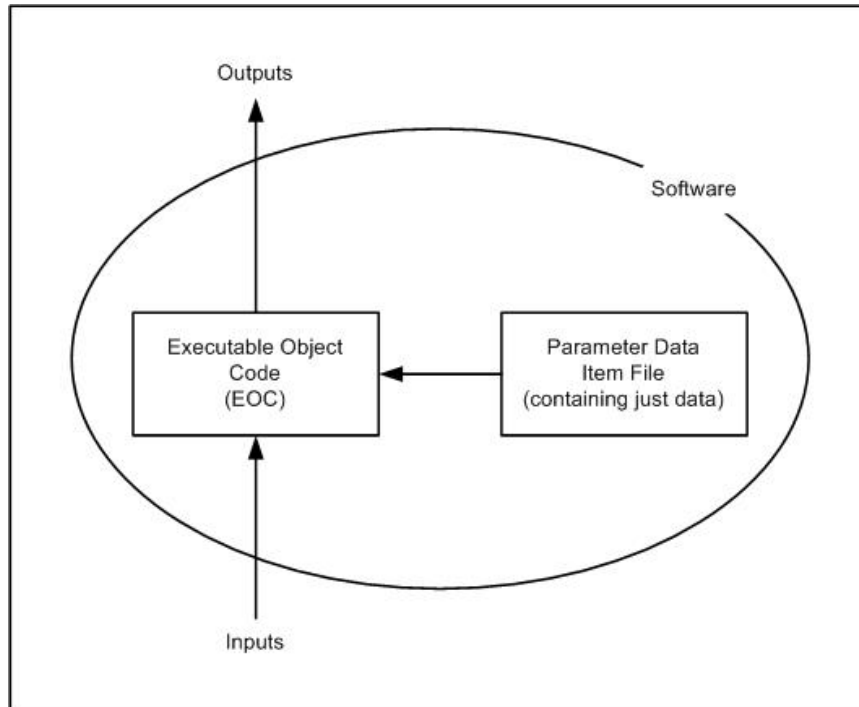 Outputs
Software
Executable Object
Code
(EOC)
Parameter Data
Item File
(containing just data)
Inputs